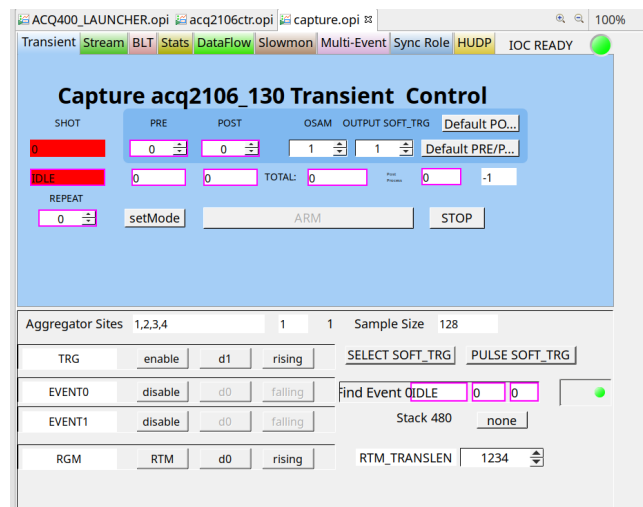 ACQ400_LAUNCHER.opi acq2106ctr.opi capture.opi 100%
Transient Stream BLT Stats DataFlow Slowmon Multi-Event Sync Role HUDP IOC READY
Capture acq2106_130 Transient Control
SHOT PRE POST OSAM OUTPUT SOFT_TRG Default PO...
0 0 0 1 1 Default PRE/P...
IDLE 0 0 TOTAL: 0 0 -1
REPEAT
0 setMode ARM STOP
Aggregator Sites 1,2,3,4 1 1 Sample Size 128
TRG enable d1 rising SELECT SOFT_TRG PULSE SOFT_TRG
EVENT0 disable d0 falling Find Event 0 IDLE 0 0
EVENT1 disable d0 falling Stack 480 none
RGM RTM d0 rising RTM_TRANSLEN 1234